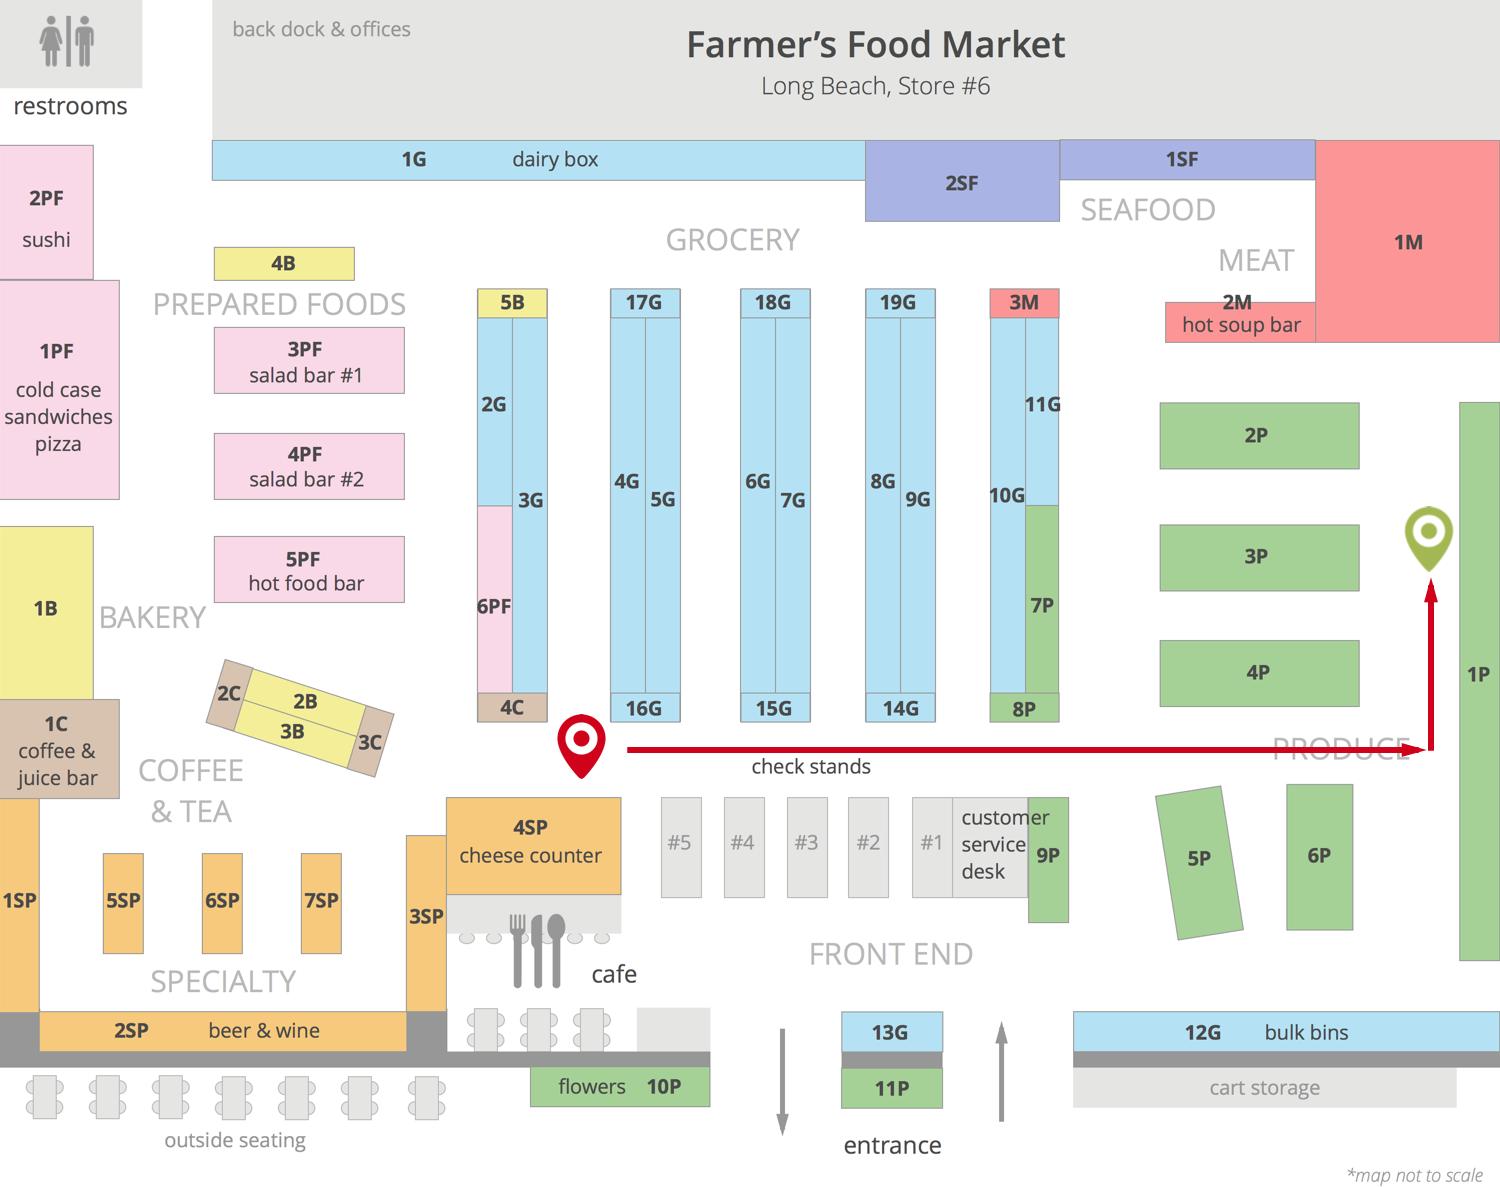 back dock & offices
Farmer's Food Market
Long Beach, Store #6
restrooms
1G dairy box
2SF
1SF
SEAFOOD
1M
MEAT
2M
hot soup bar
2PF
sushi
GROCERY
4B
PREPARED FOODS
1PF
cold case
sandwiches
pizza
3PF
salad bar #1
4PF
salad bar #2
5PF
hot food bar
5B
17G
18G
19G
3M
2G
3G
4G
5G
6G
7G
8G
9G
10G
11G
6PF
7P
4C
16G
15G
14G
8P
2P
3P
4P
1P
PRODUCE
1B
BAKERY
1C
coffee &
juice bar
2C
2B
3B
3C
COFFEE
& TEA
check stands
4SP
cheese counter
#5
#4
#3
#2
#1
customer
service
desk
9P
5P
6P
1SP
5SP
6SP
7SP
3SP
SPECIALTY
cafe
FRONT END
2SP beer & wine
13G
12G bulk bins
flowers 10P
11P
cart storage
outside seating
entrance
*map not to scale